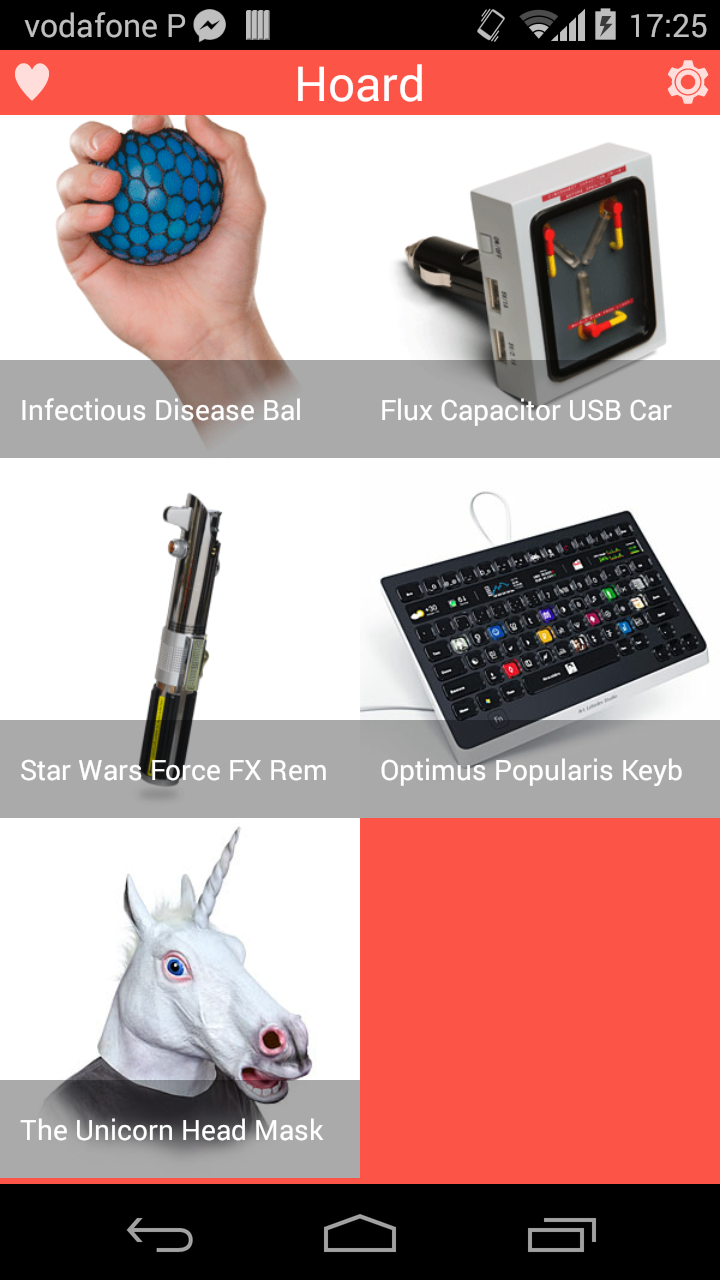 vodafone P 17:25
Hoard
Infectious Disease Bal
Flux Capacitor USB Car
Star Wars Force FX Rem
Optimus Popularis Keyb
The Unicorn Head Mask